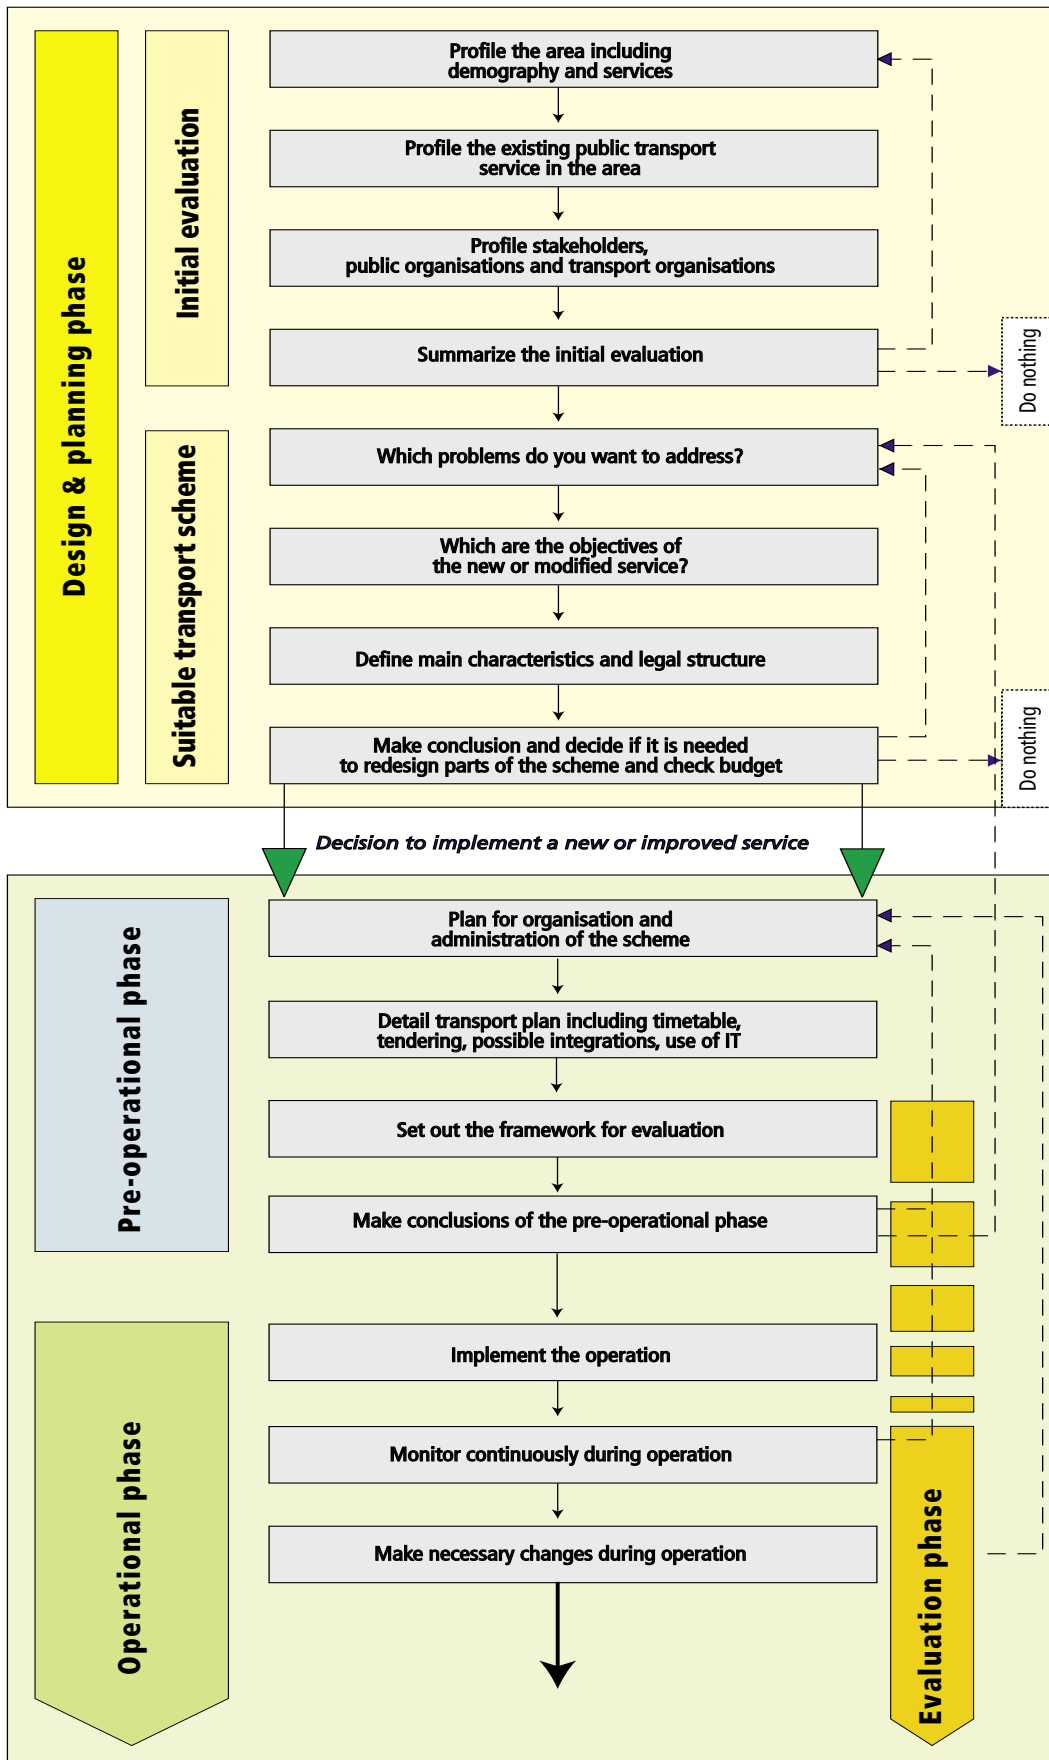 Design & planning phase
Initial evaluation
Profile the area including
demography and services
Profile the existing public transport
service in the area
Profile stakeholders,
public organisations and transport organisations
Summarize the initial evaluation
Do nothing
Suitable transport scheme
Which problems do you want to address?
Which are the objectives of
the new or modified service?
Define main characteristics and legal structure
Make conclusion and decide if it is needed
to redesign parts of the scheme and check budget
Do nothing
Decision to implement a new or improved service
Pre-operational phase
Plan for organisation and
administration of the scheme
Detail transport plan including timetable,
tendering, possible integrations, use of IT
Set out the framework for evaluation
Make conclusions of the pre-operational phase
Operational phase
Implement the operation
Monitor continuously during operation
Make necessary changes during operation
Evaluation phase